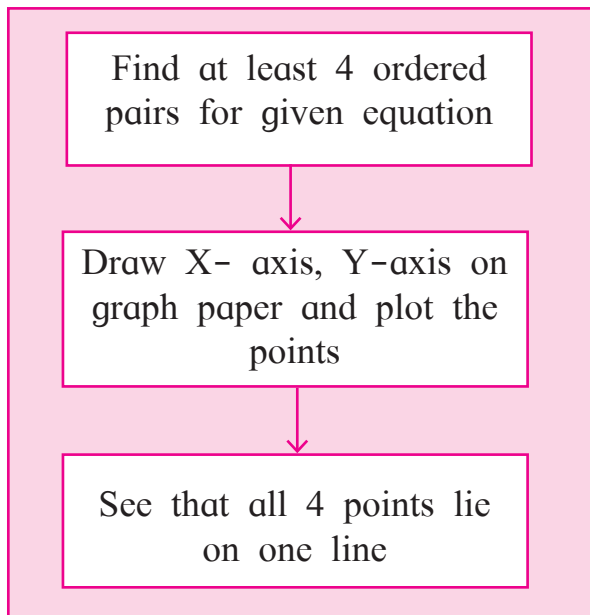 Find at least 4 ordered
pairs for given equation
Draw X- axis, Y-axis on
graph paper and plot the
points
See that all 4 points lie
on one line